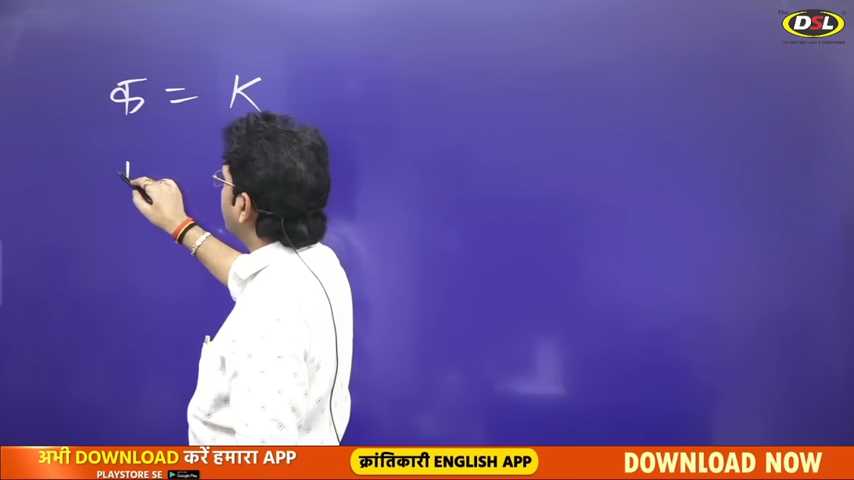 DSL
क = K
अभी DOWNLOAD करें हमारा APP
PLAYSTORE SE
क्रांतिकारी ENGLISH APP
DOWNLOAD NOW